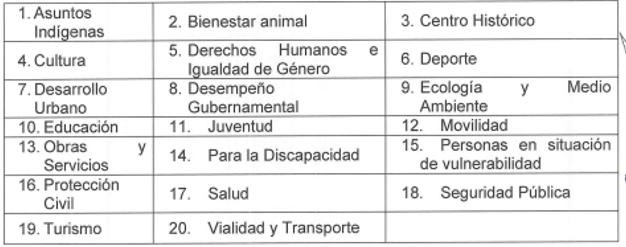 1. Asuntos Indígenas
2. Bienestar animal
3. Centro Histórico
4. Cultura
5. Derechos Humanos e Igualdad de Género
6. Deporte
7. Desarrollo Urbano
8. Desempeño Gubernamental
9. Ecología y Medio Ambiente
10. Educación
11. Juventud
12. Movilidad
13. Obras y Servicios
14. Para la Discapacidad
15. Personas en situación de vulnerabilidad
16. Protección Civil
17. Salud
18. Seguridad Pública
19. Turismo
20. Vialidad y Transporte